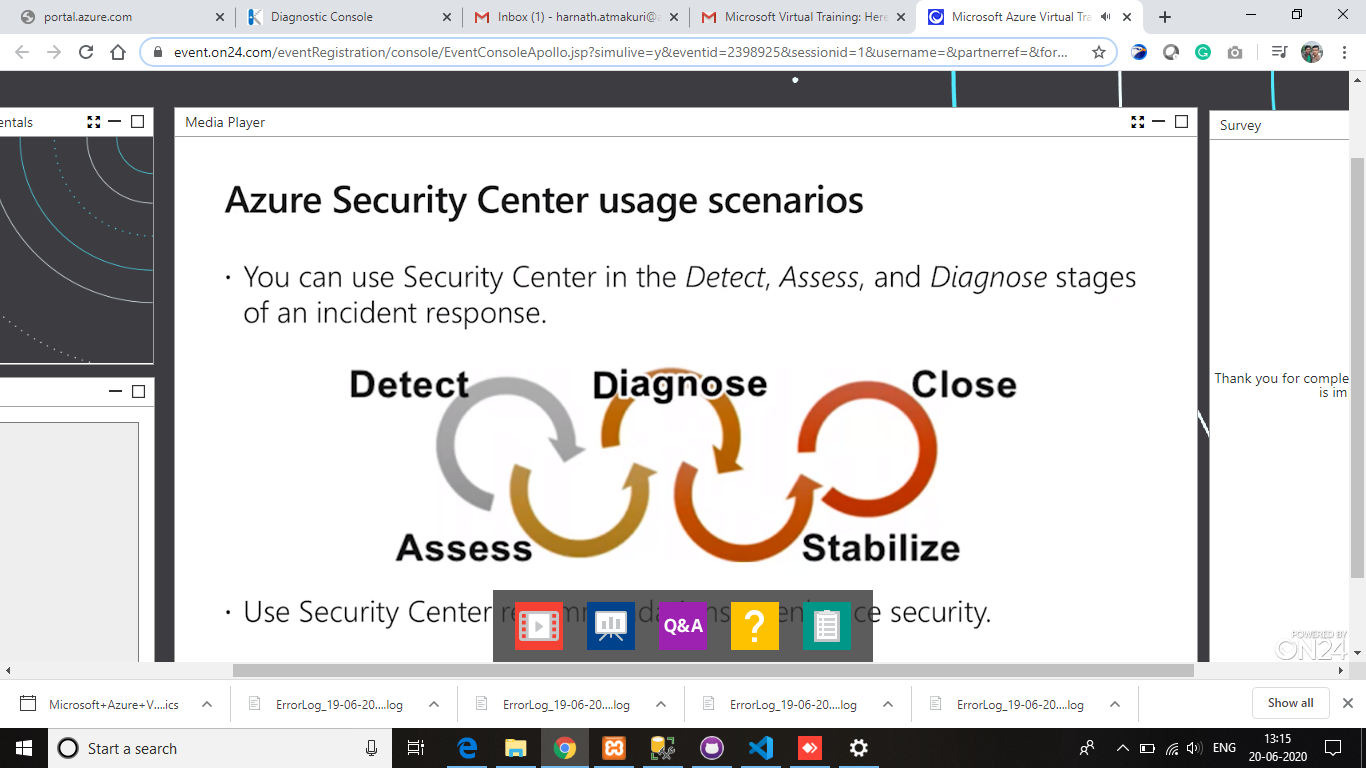 portal.azure.com
Diagnostic Console
Inbox (1) - harnath.atmakuri@
Microsoft Virtual Training: Here
Microsoft Azure Virtual Tra
event.on24.com/eventRegistration/console/EventConsoleApollo.jsp?simulive=y&eventid=2398925&sessionid=1&username=&partnerref=&for...
entals
Media Player
Survey
Azure Security Center usage scenarios
• You can use Security Center in the Detect, Assess, and Diagnose stages
of an incident response.
Detect
Diagnose
Close
Assess
Stabilize
Thank you for comple
is im
• Use Security Center security.
Q&A
?
POWERED BY
ON24
Microsoft+Azure+V....ics
ErrorLog_19-06-20....log
ErrorLog_19-06-20....log
ErrorLog_19-06-20....log
ErrorLog_19-06-20....log
Show all
Start a search
ENG
13:15
20-06-2020